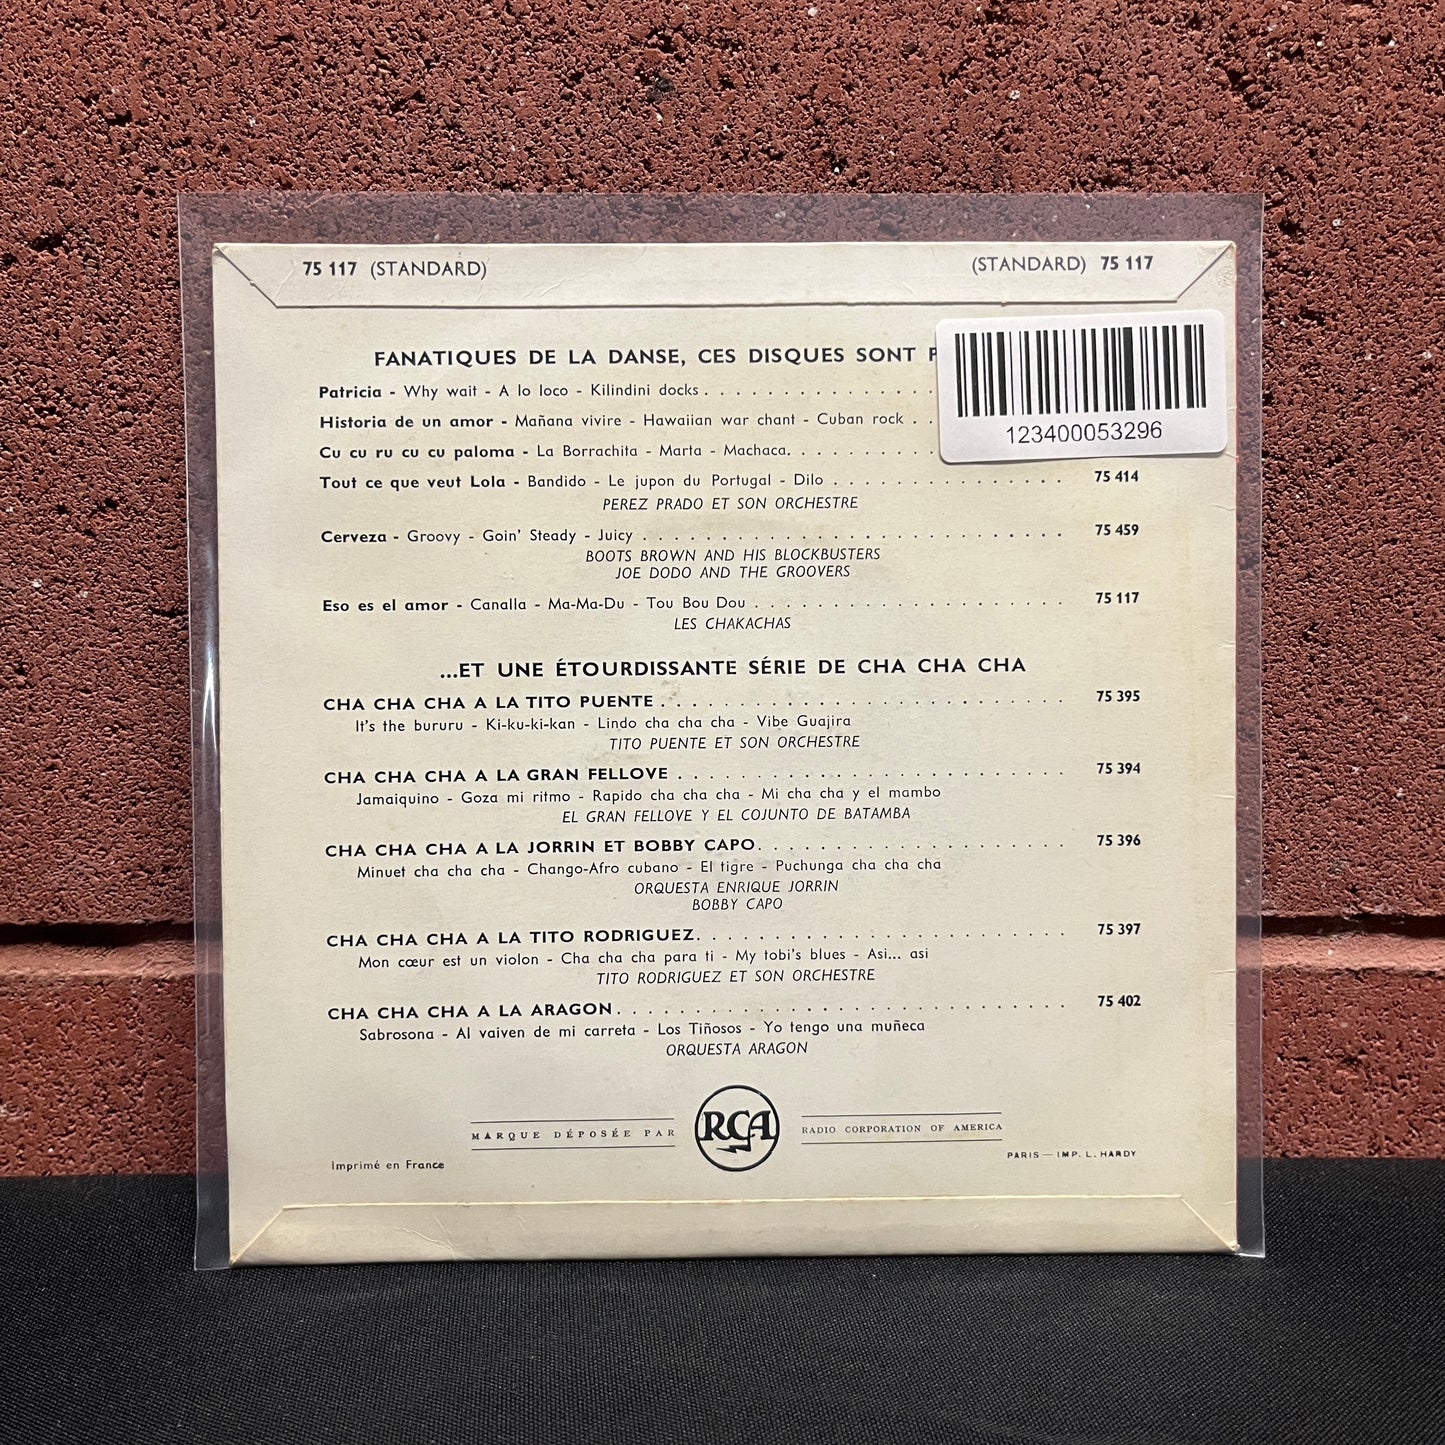 75 117 (STANDARD) (STANDARD) 75 117
FANATIQUES DE LA DANSE, CES DISQUES SONT
Patricia - Why wait - A lo loco - Kilindini docks
Historia de un amor - Mañana vivire - Hawaiian war chant - Cuban rock
Cu cu ru cu cu paloma - La Borrachita - Marta - Machaca
123400053296
Tout ce que veut Lola - Bandido - Le jupon du Portugal - Dilo 75 414
PEREZ PRADO ET SON ORCHESTRE
Cerveza - Groovy - Goin' Steady - Juicy 75 459
BOOTS BROWN AND HIS BLOCKBUSTERS
JOE DODO AND THE GROOVERS
Eso es el amor - Canalla - Ma-Ma-Du - Tou Bou Dou 75 117
LES CHAKACHAS
...ET UNE ÉTOURDISSANTE SÉRIE DE CHA CHA CHA
CHA CHA CHA A LA TITO PUENTE 75 395
It's the bururu - Ki-ku-ki-kan - Lindo cha cha cha - Vibe Guajira
TITO PUENTE ET SON ORCHESTRE
CHA CHA CHA A LA GRAN FELLOVE 75 394
Jamaiquino - Goza mi ritmo - Rapido cha cha cha - Mi cha cha y el mambo
EL GRAN FELLOVE Y EL COJUNTO DE BATAMBA
CHA CHA CHA A LA JORRIN ET BOBBY CAPO 75 396
Minuet cha cha cha - Chango-Afro cubano - El tigre - Puchunga cha cha cha
ORQUESTA ENRIQUE JORRIN
BOBBY CAPO
CHA CHA CHA A LA TITO RODRIGUEZ 75 397
Mon cœur est un violon - Cha cha cha para ti - My tobi's blues - Asi... asi
TITO RODRIGUEZ ET SON ORCHESTRE
CHA CHA CHA A LA ARAGON 75 402
Sabrosona - Al vaiven de mi carreta - Los Tiñosos - Yo tengo una muñeca
ORQUESTA ARAGON
MARQUE DÉPOSÉE PAR RCA RADIO CORPORATION OF AMERICA
Imprimé en France PARIS — IMP. L. HARDY